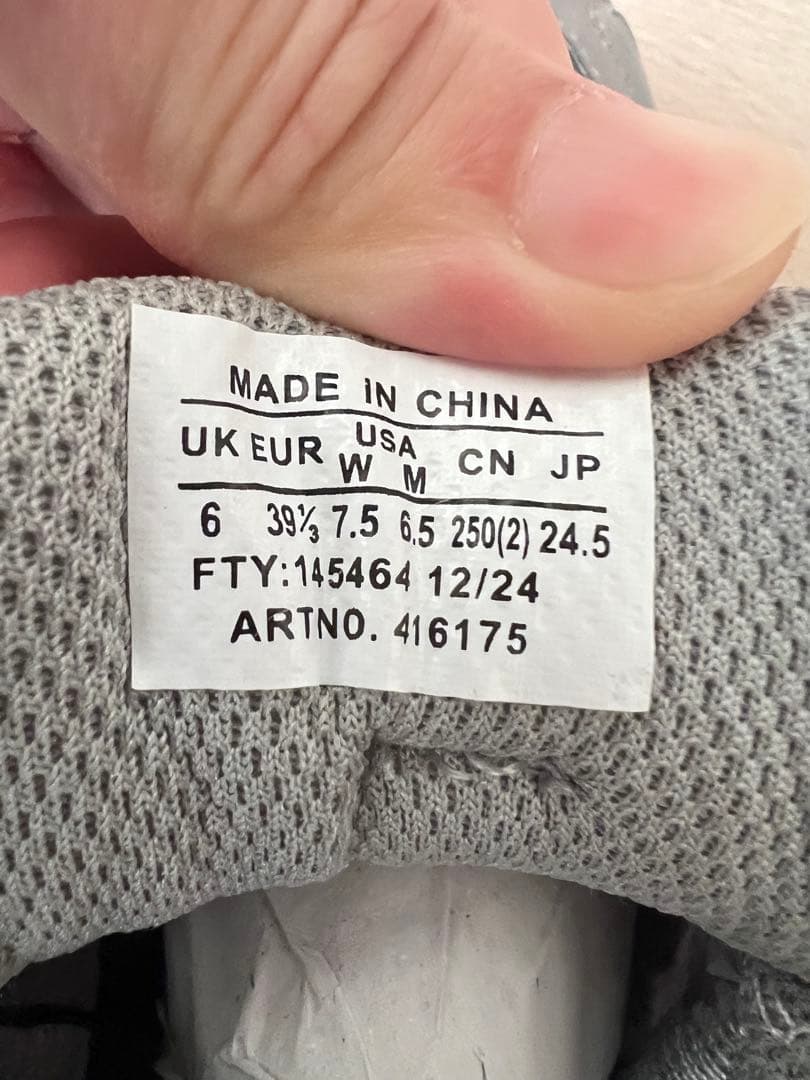 MADE IN CHINA
UK EUR USA W M CN JP
6 39⅓ 7.5 6.5 250(2) 24.5
FTY:145464 12/24
ARTNO. 416175